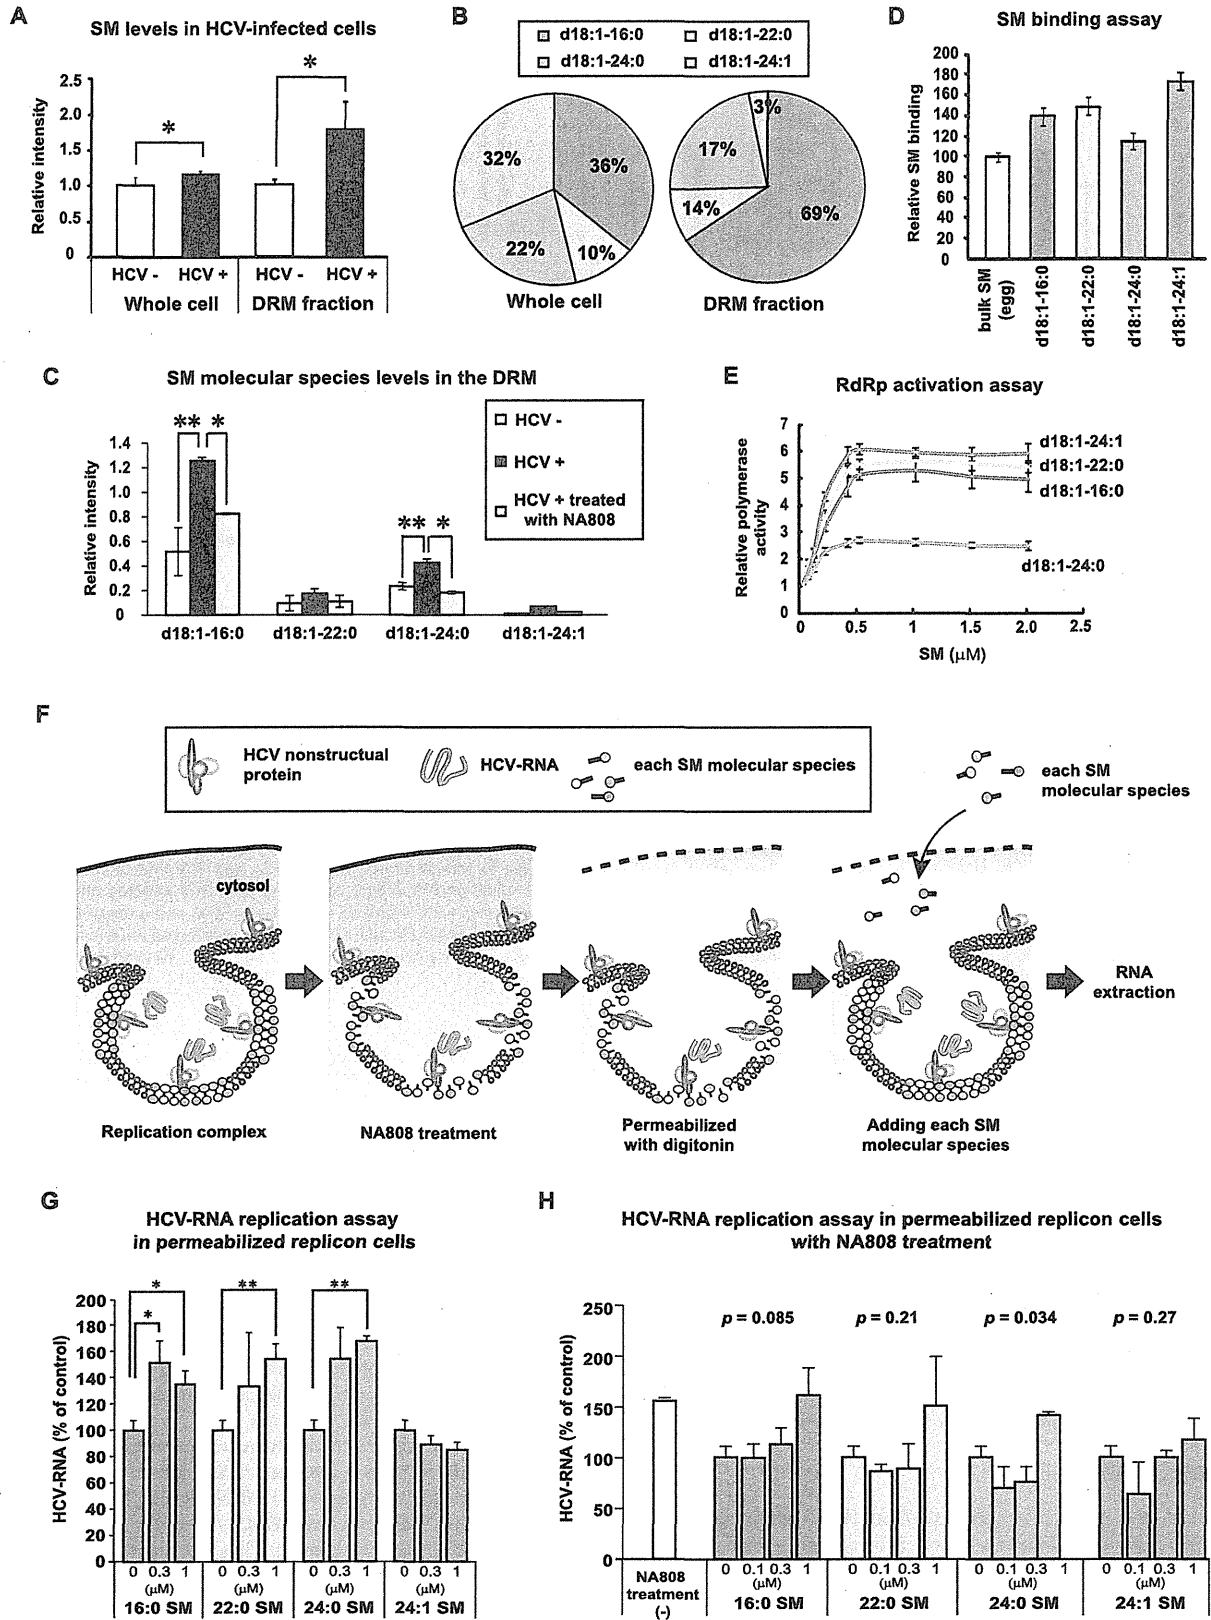 A
SM levels in HCV-infected cells
Relative intensity
2.5
2.0
1.5
1.0
0.5
0
*
*
HCV - HCV + HCV - HCV +
Whole cell DRM fraction
B
d18:1-16:0 d18:1-22:0
d18:1-24:0 d18:1-24:1
32% 36% 22% 10%
Whole cell
3% 17% 14% 69%
DRM fraction
D
SM binding assay
Relative SM binding
200
180
160
140
120
100
80
60
40
20
0
bulk SM
(egg)
d18:1-16:0
d18:1-22:0
d18:1-24:0
d18:1-24:1
C
SM molecular species levels in the DRM
Relative intensity
1.4
1.2
1.0
0.8
0.6
0.4
0.2
0
** *
** *
HCV -
HCV +
HCV + treated
with NA808
d18:1-16:0 d18:1-22:0 d18:1-24:0 d18:1-24:1
E
RdRp activation assay
Relative polymerase
activity
7
6
5
4
3
2
1
0
d18:1-24:1
d18:1-22:0
d18:1-16:0
d18:1-24:0
0 0.5 1.0 1.5 2.0 2.5
SM (μM)
F
HCV nonstructual
protein
HCV-RNA
each SM molecular species
each SM
molecular species
cytosol
RNA
extraction
Replication complex
NA808 treatment
Permeabilized
with digitonin
Adding each SM
molecular species
G
HCV-RNA replication assay
in permeabilized replicon cells
HCV-RNA (% of control)
200
180
160
140
120
100
80
60
40
20
0
*
*
**
**
0 0.3 1 0 0.3 1 0 0.3 1 0 0.3 1
(μM) (μM) (μM) (μM)
16:0 SM 22:0 SM 24:0 SM 24:1 SM
H
HCV-RNA replication assay in permeabilized replicon cells
with NA808 treatment
HCV-RNA (% of control)
250
200
150
100
50
0
p = 0.085 p = 0.21 p = 0.034 p = 0.27
NA808
treatment
(-)
0 0.1 0.3 1 0 0.1 0.3 1 0 0.1 0.3 1 0 0.1 0.3 1
(μM) (μM) (μM) (μM)
16:0 SM 22:0 SM 24:0 SM 24:1 SM